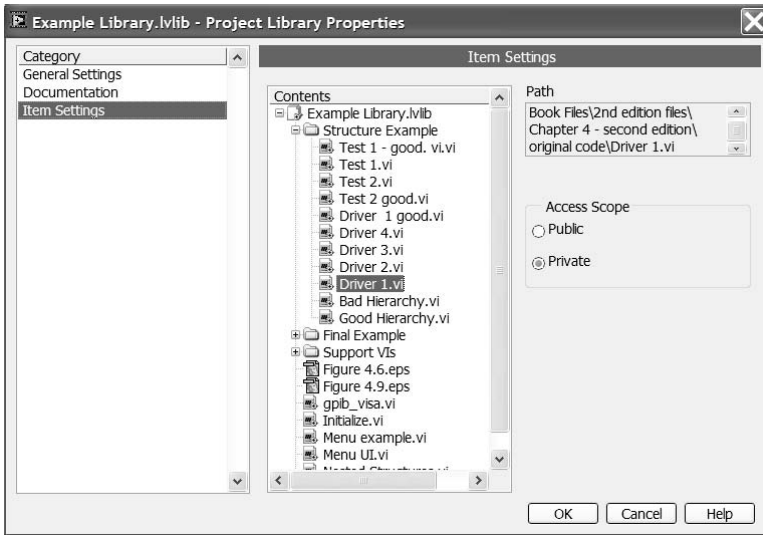 Example Library.lvlib - Project Library Properties
Category
General Settings
Documentation
Item Settings
Item Settings
Contents
Example Library.lvlib
Structure Example
Test 1 - good. vi.vi
Test 1.vi
Test 2.vi
Test 2 good.vi
Driver  1 good.vi
Driver 4.vi
Driver 3.vi
Driver 2.vi
Driver 1.vi
Bad Hierarchy.vi
Good Hierarchy.vi
Final Example
Support VIs
Figure 4.6.eps
Figure 4.9.eps
gpib_visa.vi
Initialize.vi
Menu example.vi
Menu UI.vi
Path
Book Files\2nd edition files\
Chapter 4 - second edition\
original code\Driver 1.vi
Access Scope
Public
Private
OK
Cancel
Help